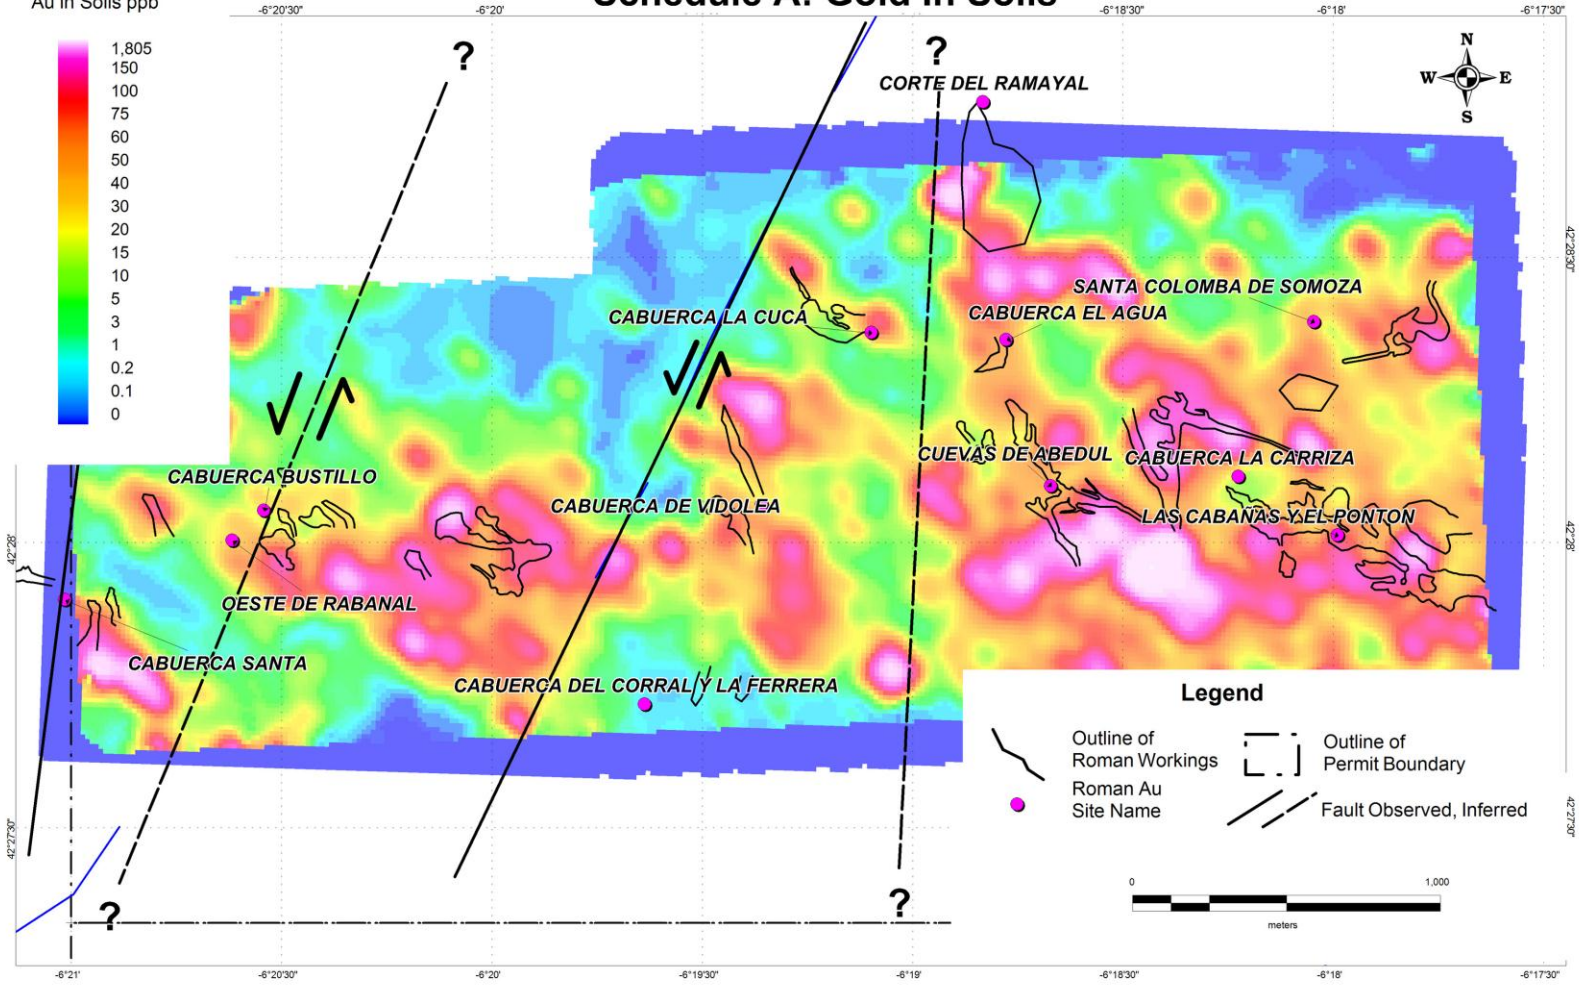 Schedule A: Gold in Soils
Au in Soils ppb
-6°20'30"
-6°20'
-6°18'30"
-6°18'
-6°17'30"
1,805
150
100
75
60
50
40
30
20
15
10
5
3
1
0.2
0.1
0
?
?
N
W
E
S
CORTE DEL RAMAYAL
42°28'30"
SANTA COLOMBA DE SOMOZA
CABUERCA LA CUCA
CABUERCA EL AGUA
CUEVAS DE ABEDUL
CABUERCA LA CARRIZA
CABUERCA BUSTILLO
CABUERCA DE VIDOLEA
LAS CABAÑAS Y EL PONTON
42°28'
42°28'
OESTE DE RABANAL
CABUERCA SANTA
CABUERCA DEL CORRAL Y LA FERRERA
Legend
Outline of
Roman Workings
Outline of
Permit Boundary
Roman Au
Site Name
Fault Observed, Inferred
42°27'30"
42°27'30"
0
1,000
meters
?
?
-6°21'
-6°20'30"
-6°20'
-6°19'30"
-6°19'
-6°18'30"
-6°18'
-6°17'30"